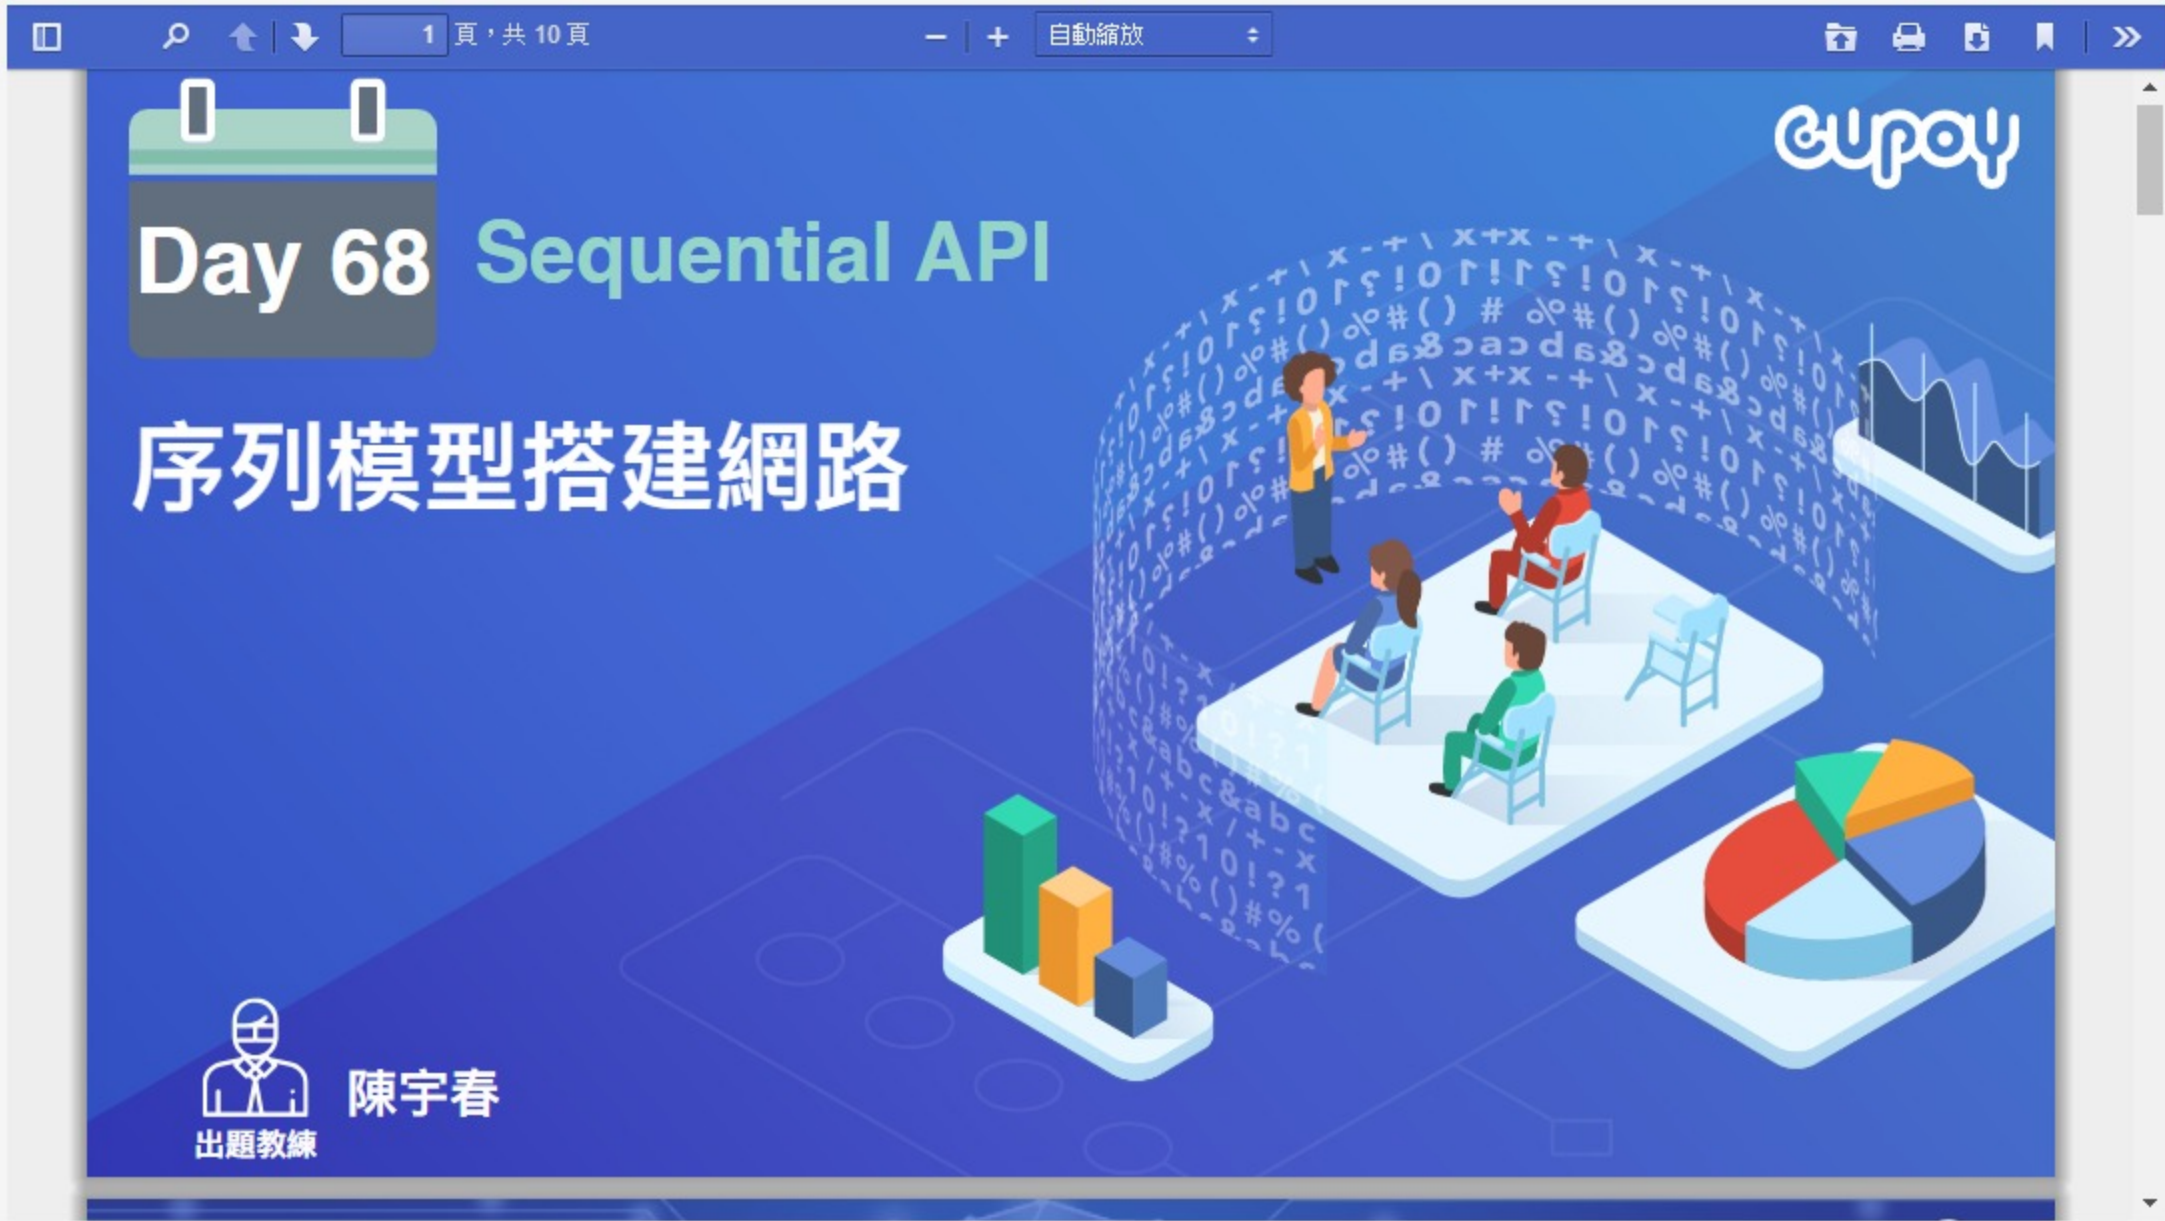 1 頁，共 10 頁
自動縮放
cupoy
Day 68
Sequential API
序列模型搭建網路
陳宇春
出題教練